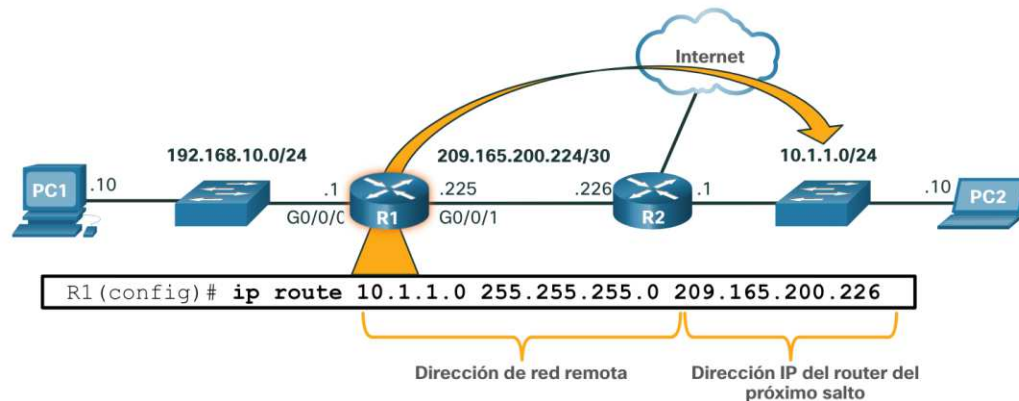 Internet
192.168.10.0/24
209.165.200.224/30
10.1.1.0/24
PC1
.10
.1
G0/0/0
R1
.225
G0/0/1
.226
R2
.1
.10
PC2
R1(config)# ip route 10.1.1.0 255.255.255.0 209.165.200.226
Dirección de red remota
Dirección IP del router del
próximo salto